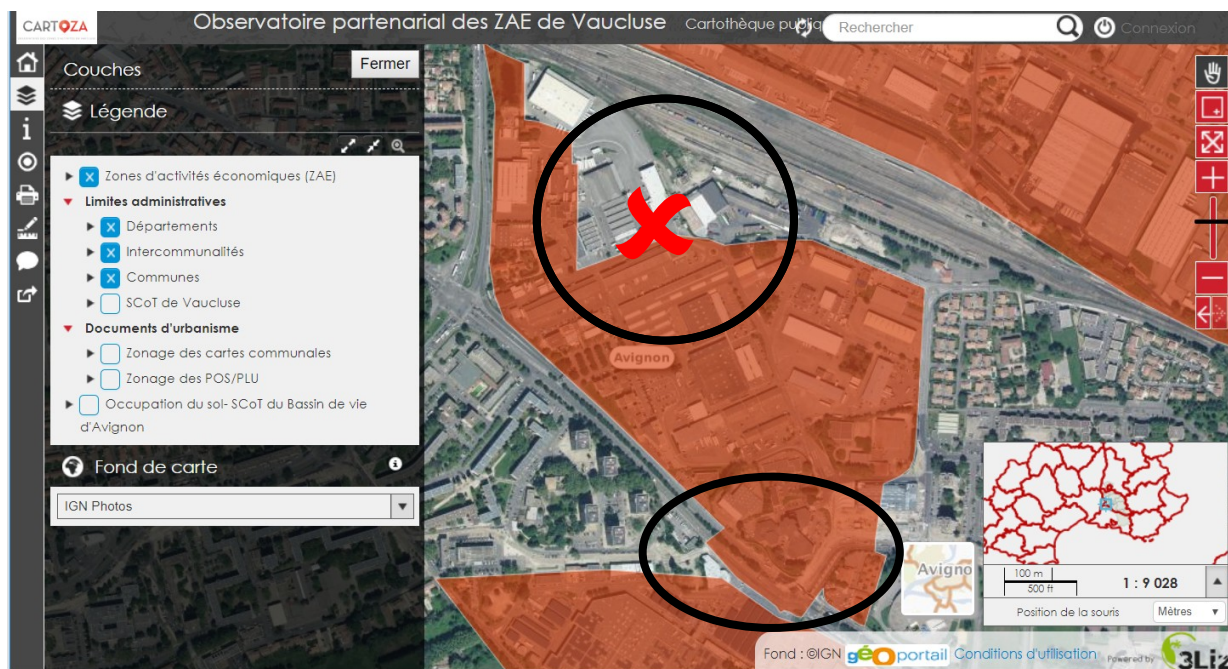 CARTOZA
Observatoire partenarial des ZAE de Vaucluse
Cartothèque
Rechercher
Connexion
Couches
Fermer
Légende
Zones d'activités économiques (ZAE)
Limites administratives
Départements
Intercommunalités
Communes
SCoT de Vaucluse
Documents d'urbanisme
Zonage des cartes communales
Zonage des POS/PLU
Occupation du sol- SCoT du Bassin de vie
d'Avignon
Fond de carte
IGN Photos
Avignon
Avigno
100 m
500 ft
1 : 9 028
Position de la souris
Mètres
Fond : ©IGN géoportail Conditions d'utilisation Powered by 3Liz